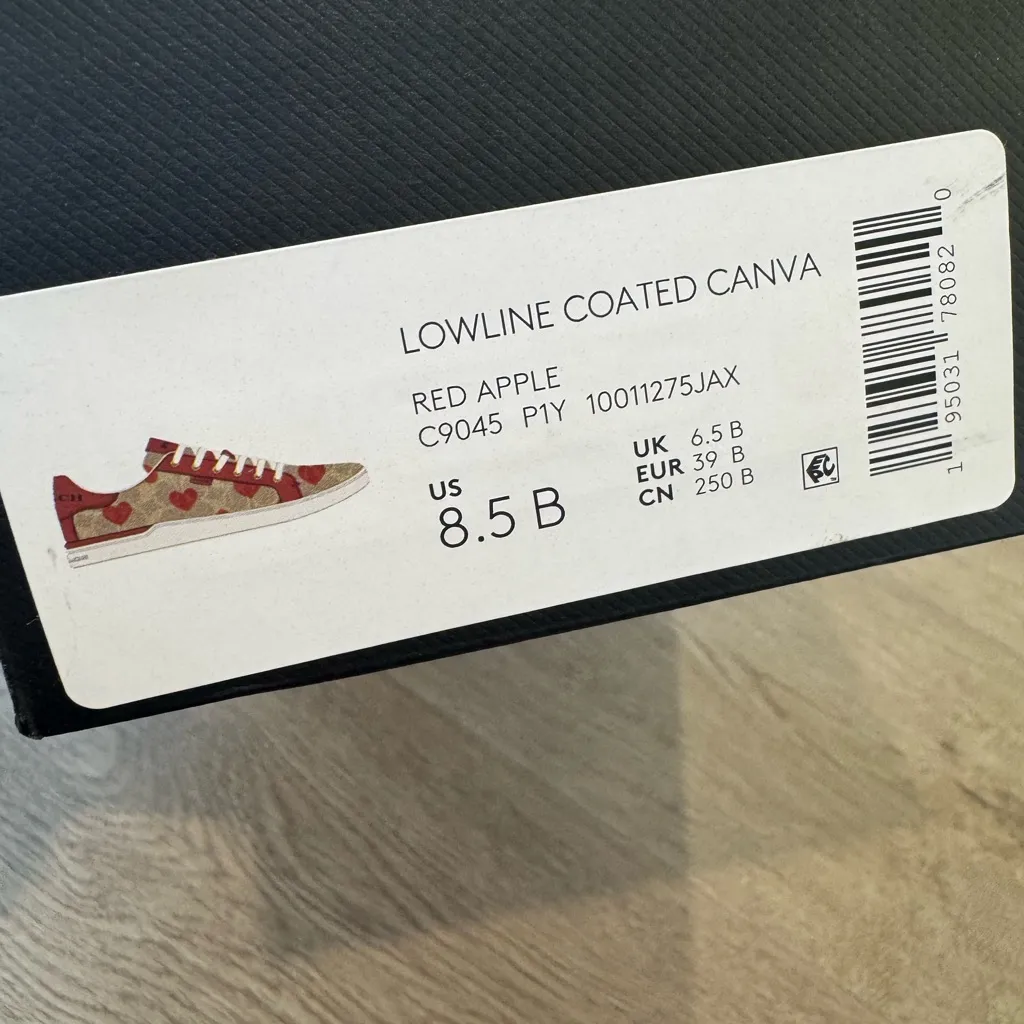 LOWLINE COATED CANVA
RED APPLE
C9045 P1Y 10011275JAX
US
8.5 B
UK 6.5 B
EUR 39 B
CN 250 B
1 95031 78082 0
CH